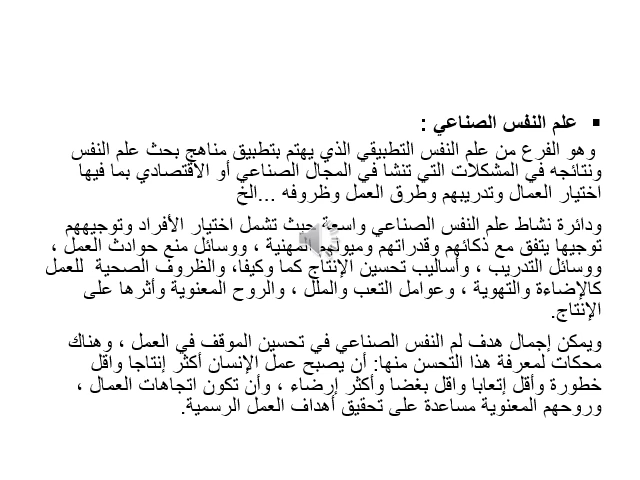 ▪ علم النفس الصناعي :
وهو الفرع من علم النفس التطبيقي الذي يهتم بتطبيق مناهج بحث علم النفس
ونتائجه في المشكلات التي تنشا في المجال الصناعي أو الاقتصادي بما فيها
اختيار العمال وتدريبهم وطرق العمل وظروفه ...الخ
ودائرة نشاط علم النفس الصناعي واسعة حيث تشمل اختيار الأفراد وتوجيههم
توجيها يتفق مع ذكائهم وقدراتهم وميولهم المهنية ، ووسائل منع حوادث العمل ،
ووسائل التدريب ، وأساليب تحسين الإنتاج كما وكيفا، والظروف الصحية للعمل
كالإضاءة والتهوية ، وعوامل التعب والملل ، والروح المعنوية وأثرها على
الإنتاج.
ويمكن إجمال هدف لم النفس الصناعي في تحسين الموقف في العمل ، وهناك
محكات لمعرفة هذا التحسن منها: أن يصبح عمل الإنسان أكثر إنتاجا واقل
خطورة وأقل إتعابا واقل بغضا وأكثر إرضاء ، وأن تكون اتجاهات العمال ،
وروحهم المعنوية مساعدة على تحقيق أهداف العمل الرسمية.